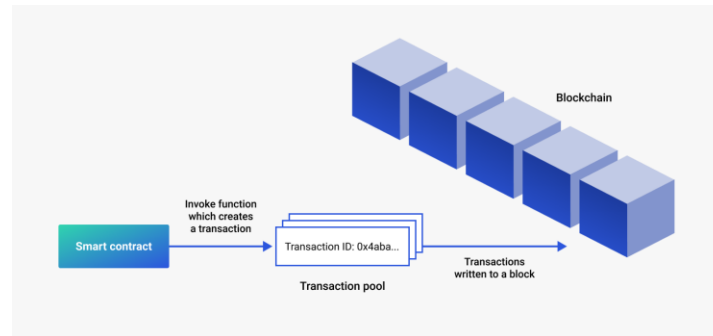 Blockchain
Invoke function
which creates
a transaction
Smart contract
Transaction ID: 0x4aba...
Transactions
written to a block
Transaction pool